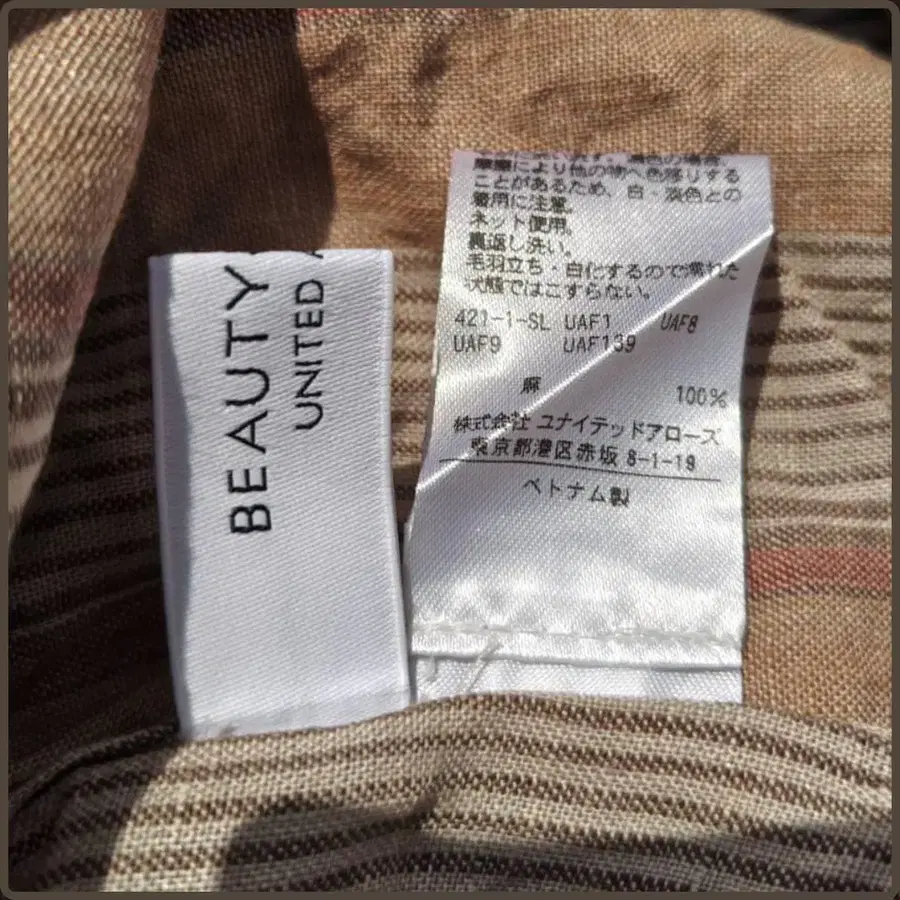 BEAUTY
UNITED A
摩擦により他の物へ色移りする
ことがあるため、白・淡色との
着用に注意。
ネット使用。
裏返し洗い。
毛羽立ち・白化するので濡れた
状態ではこすらない。
421-1-SL UAF1 UAF8
UAF9 UAF139
麻 100%
株式会社 ユナイテッドアローズ
東京都港区赤坂 8-1-19
ベトナム製